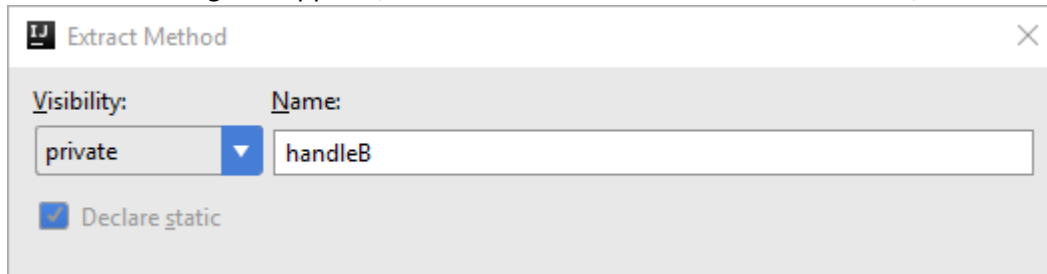 IJ Extract Method
Visibility: Name:
private handleB
Declare static